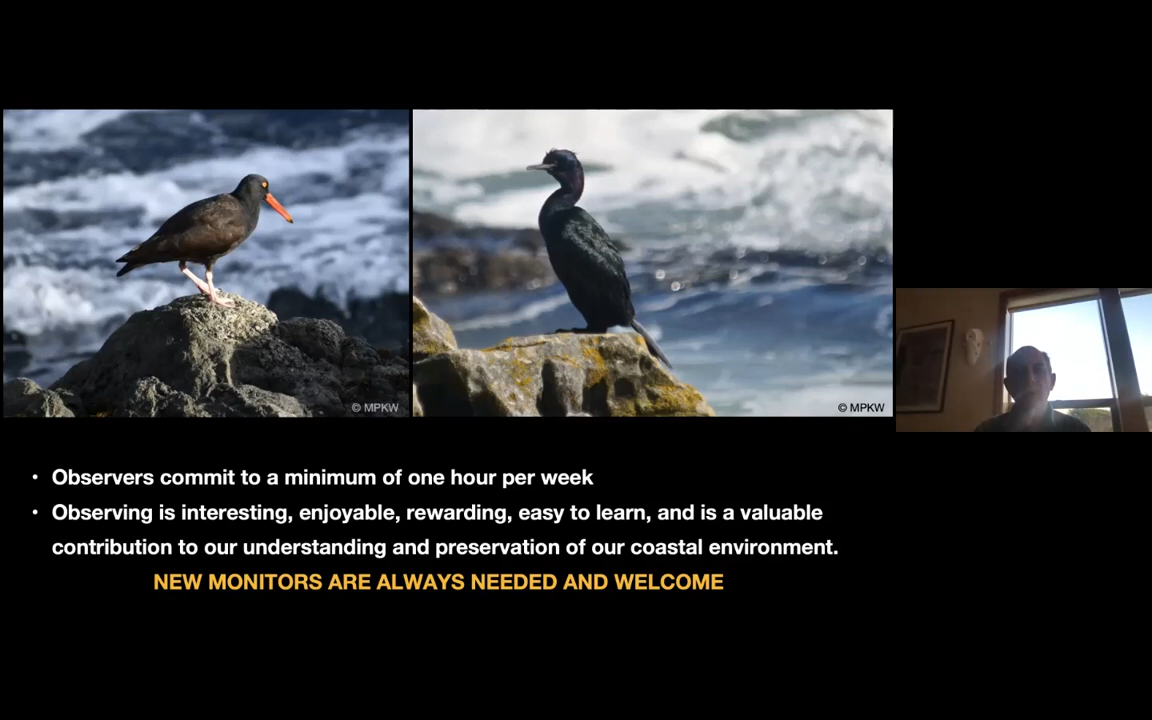 © MPKW
© MPKW
• Observers commit to a minimum of one hour per week
• Observing is interesting, enjoyable, rewarding, easy to learn, and is a valuable
contribution to our understanding and preservation of our coastal environment.
NEW MONITORS ARE ALWAYS NEEDED AND WELCOME